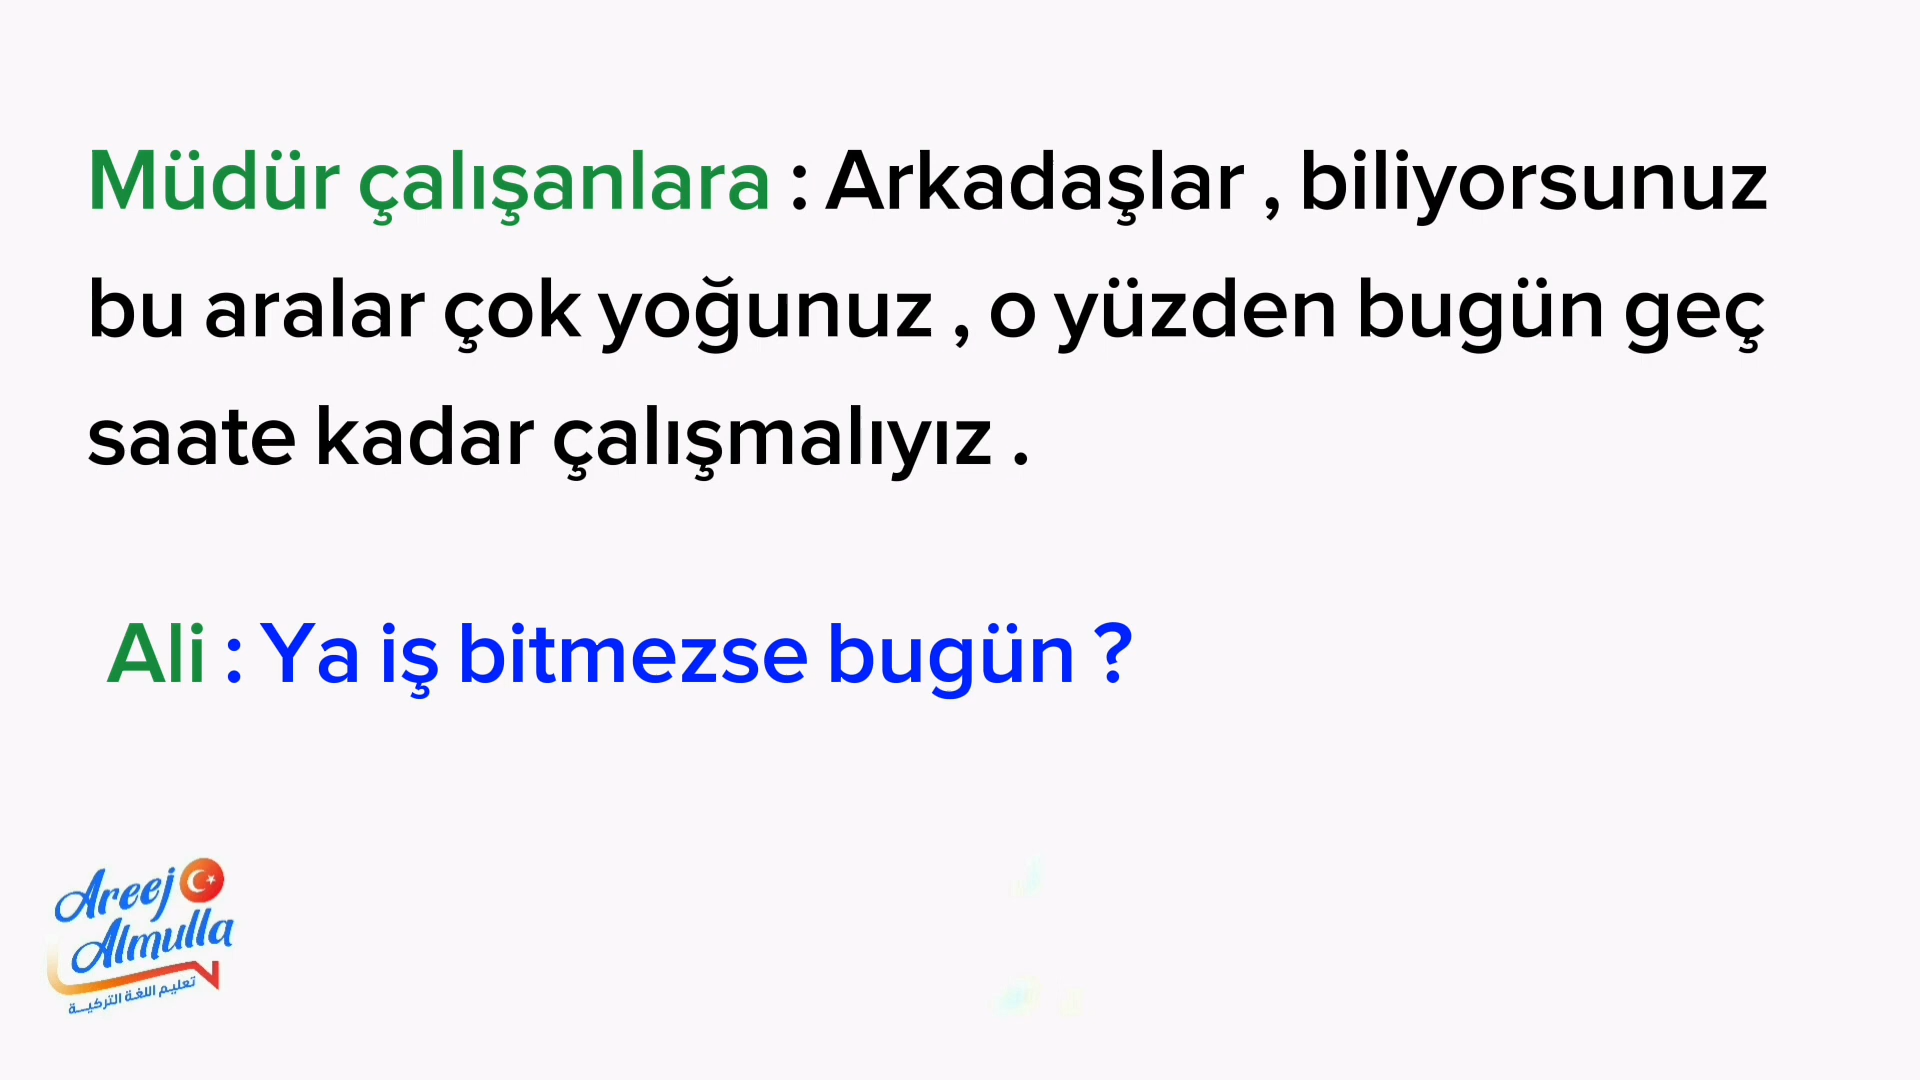 Müdür çalışanlara : Arkadaşlar , biliyorsunuz
bu aralar çok yoğunuz , o yüzden bugün geç
saate kadar çalışmalıyız .
Ali : Ya iş bitmezse bugün ?
Areej
Almulla
تعليم اللغة التركيــة